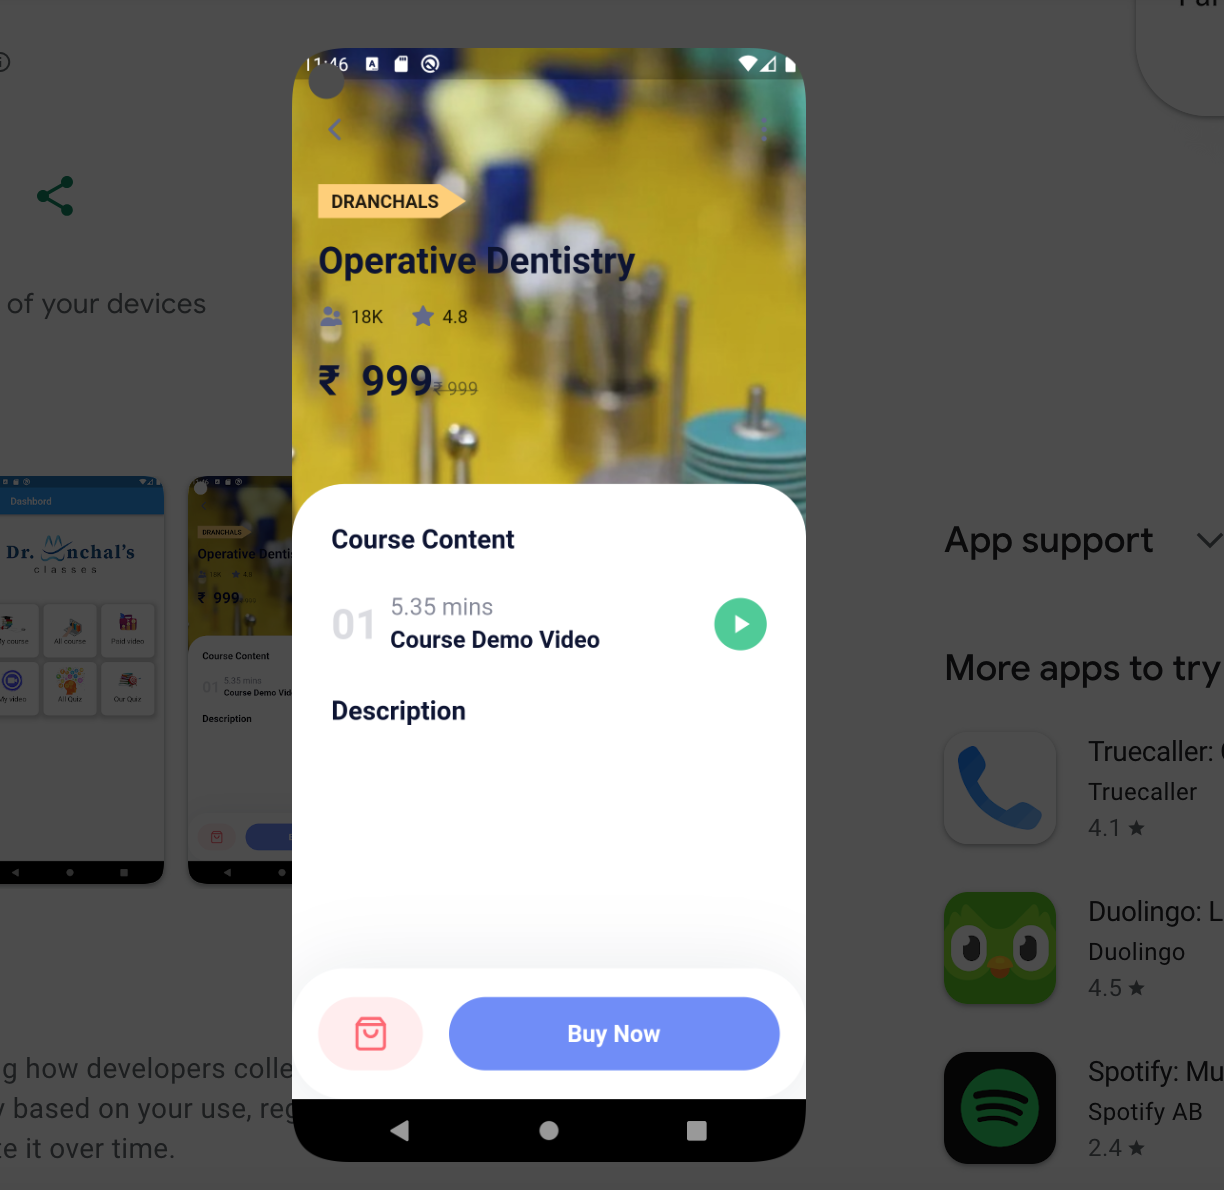 of your devices
Dashbord
Dr. Anchal's
classes
My course
All course
Paid video
My video
All Quiz
Our Quiz
DRANCHALS
Operative Denti
18K 4.8
₹ 999
Course Content
01
5.35 mins
Course Demo Vid
Description
11:46
DRANCHALS
Operative Dentistry
18K 4.8
₹ 999 ₹ 999
Course Content
01
5.35 mins
Course Demo Video
Description
Buy Now
g how developers colle
y based on your use, reg
te it over time.
App support
More apps to try
Truecaller:
Truecaller
4.1 ★
Duolingo: L
Duolingo
4.5 ★
Spotify: Mu
Spotify AB
2.4 ★